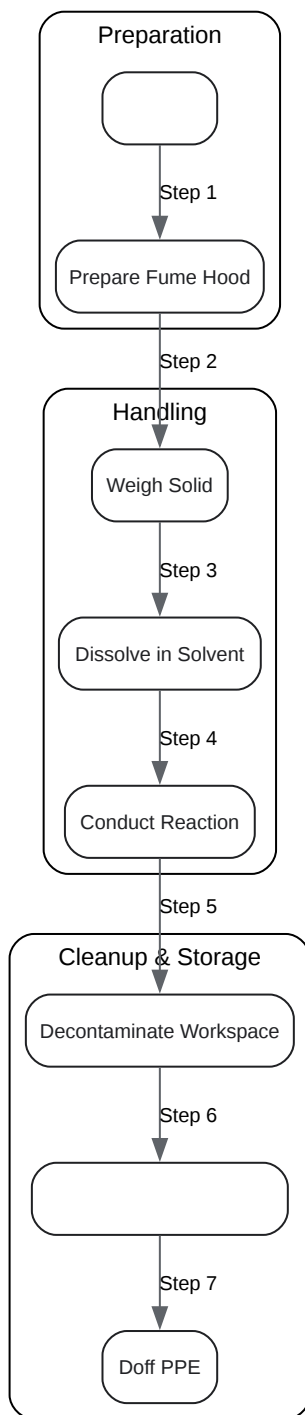 Preparation
Step 1
Prepare Fume Hood
Step 2
Handling
Weigh Solid
Step 3
Dissolve in Solvent
Step 4
Conduct Reaction
Step 5
Cleanup & Storage
Decontaminate Workspace
Step 6
Step 7
Doff PPE